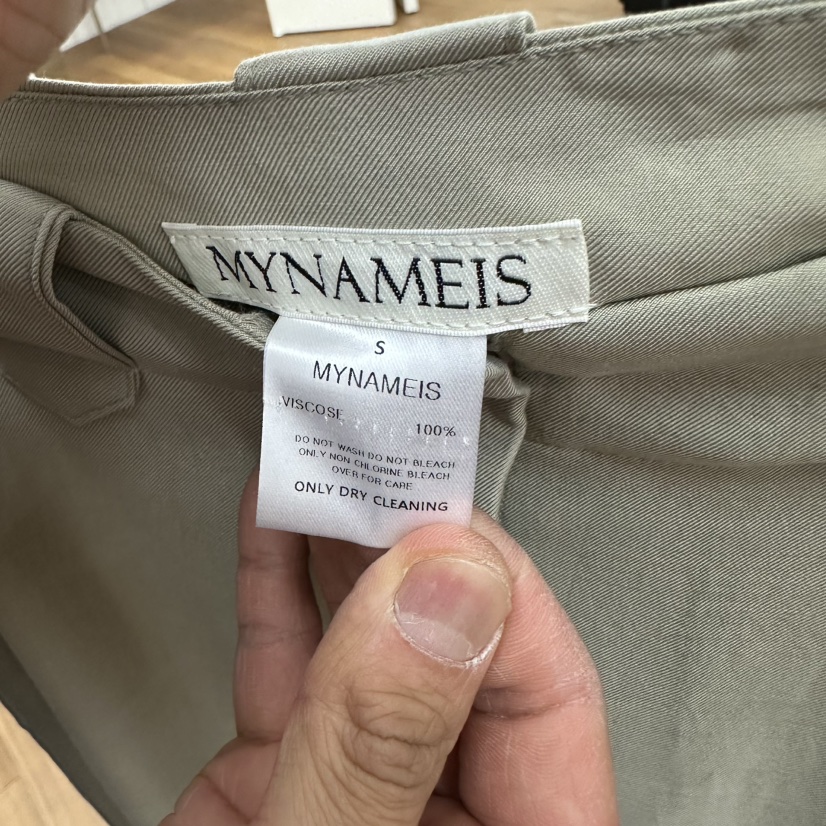 MYNAMEIS
S
MYNAMEIS
VISCOSE 100%
DO NOT WASH DO NOT BLEACH
ONLY NON CHLORINE BLEACH
OVER FOR CARE
ONLY DRY CLEANING